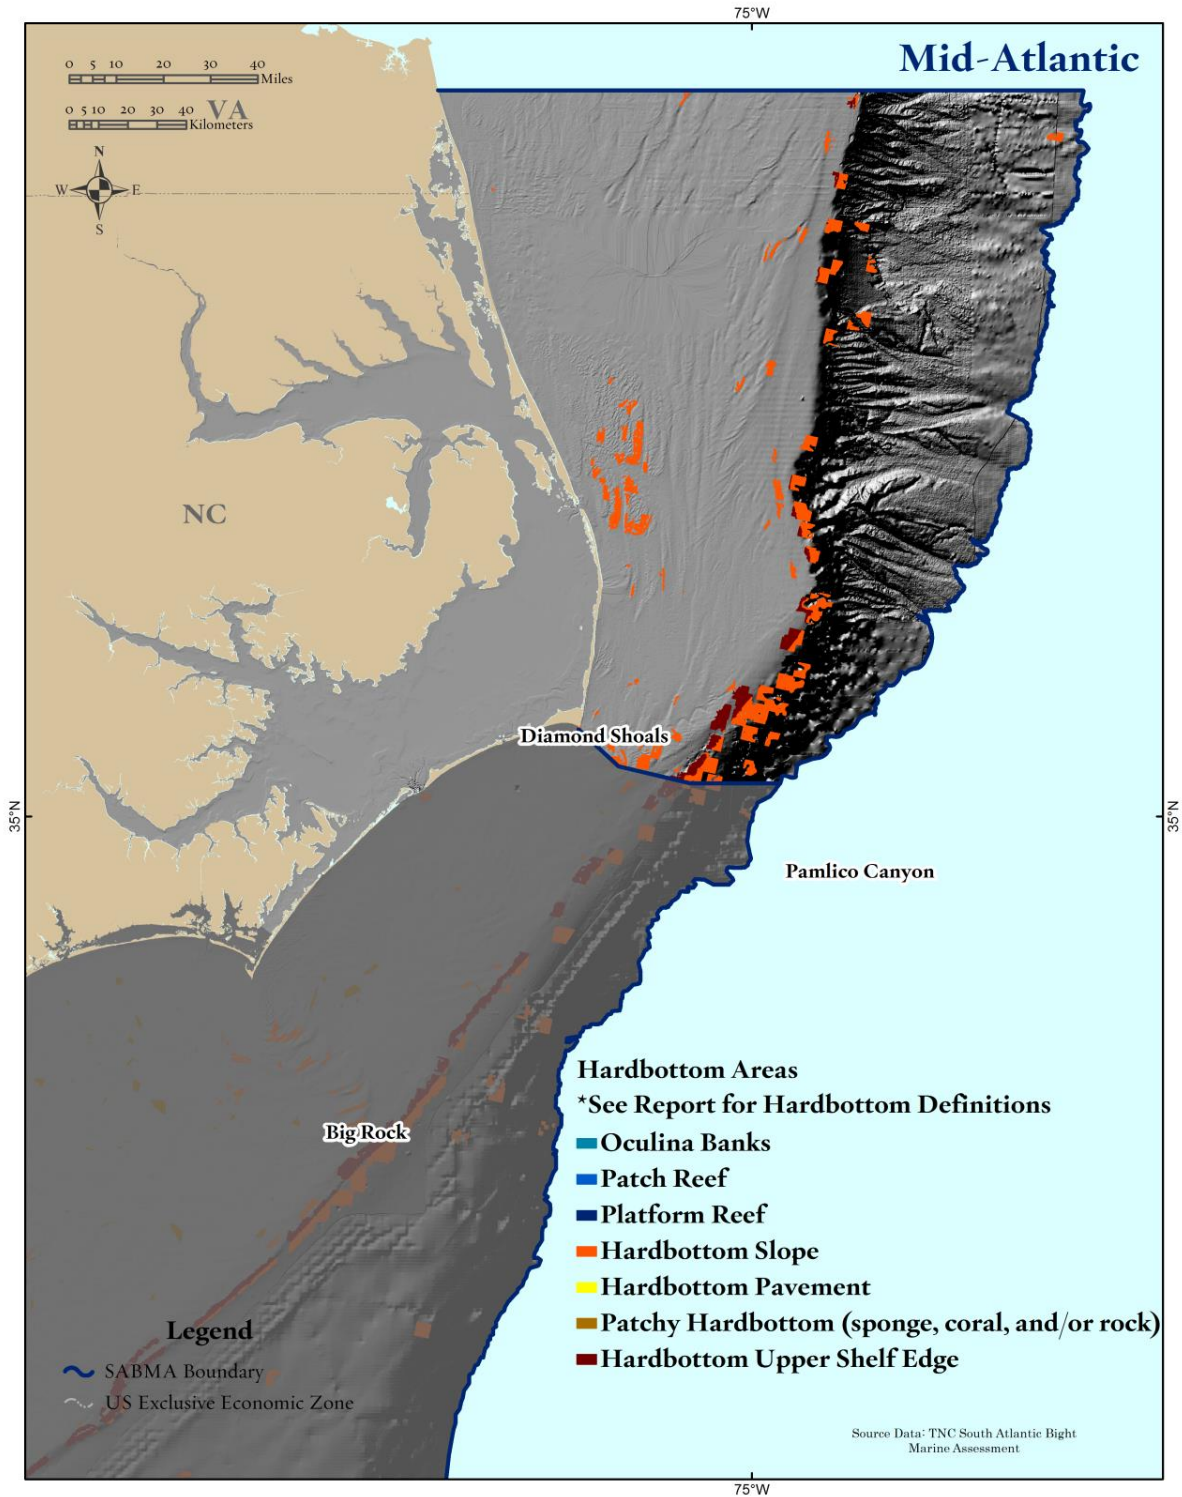 75°W
Mid-Atlantic
0 5 10 20 30 40
Miles
0 5 10 20 30 40
Kilometers
VA
N
W E
S
NC
Diamond Shoals
35°N
35°N
Pamlico Canyon
Big Rock
Hardbottom Areas
*See Report for Hardbottom Definitions
Oculina Banks
Patch Reef
Platform Reef
Hardbottom Slope
Hardbottom Pavement
Patchy Hardbottom (sponge, coral, and/or rock)
Hardbottom Upper Shelf Edge
Legend
SABMA Boundary
US Exclusive Economic Zone
Source Data: TNC South Atlantic Bight
Marine Assessment
75°W